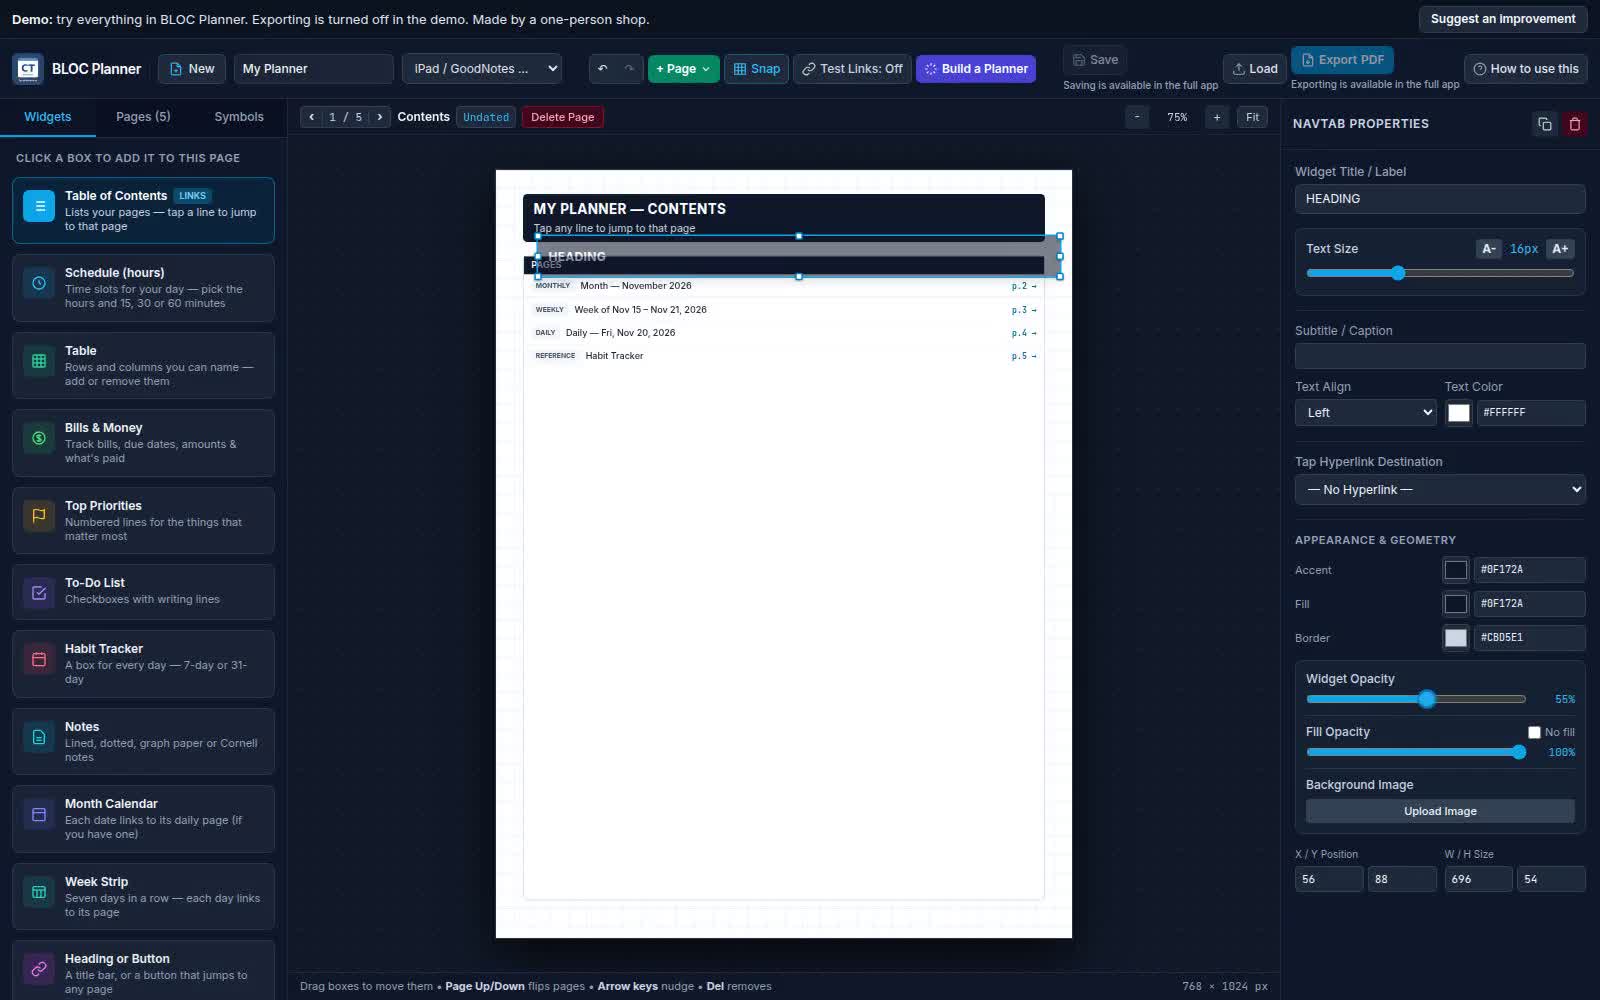 Demo: try everything in BLOC Planner. Exporting is turned off in the demo. Made by a one-person shop.
Suggest an improvement
CT
BLOC Planner
New
My Planner
iPad / GoodNotes ...
+ Page
Snap
Test Links: Off
Build a Planner
Save
Saving is available in the full app
Load
Export PDF
Exporting is available in the full app
How to use this
Widgets
Pages (5)
Symbols
1 / 5
Contents
Undated
Delete Page
-
75%
+
Fit
CLICK A BOX TO ADD IT TO THIS PAGE
Table of Contents LINKS
Lists your pages — tap a line to jump
to that page
Schedule (hours)
Time slots for your day — pick the
hours and 15, 30 or 60 minutes
Table
Rows and columns you can name —
add or remove them
Bills & Money
Track bills, due dates, amounts &
what's paid
Top Priorities
Numbered lines for the things that
matter most
To-Do List
Checkboxes with writing lines
Habit Tracker
A box for every day — 7-day or 31-
day
Notes
Lined, dotted, graph paper or Cornell
notes
Month Calendar
Each date links to its daily page (if
you have one)
Week Strip
Seven days in a row — each day links
to its page
Heading or Button
A title bar, or a button that jumps to
any page
MY PLANNER — CONTENTS
Tap any line to jump to that page
HEADING
PAGES
MONTHLY Month — November 2026 p.2 →
WEEKLY Week of Nov 15 – Nov 21, 2026 p.3 →
DAILY Daily — Fri, Nov 20, 2026 p.4 →
REFERENCE Habit Tracker p.5 →
Drag boxes to move them • Page Up/Down flips pages • Arrow keys nudge • Del removes
768 × 1024 px
NAVTAB PROPERTIES
Widget Title / Label
HEADING
Text Size
A-
16px
A+
Subtitle / Caption
Text Align
Text Color
Left
#FFFFFF
Tap Hyperlink Destination
— No Hyperlink —
APPEARANCE & GEOMETRY
Accent
#0F172A
Fill
#0F172A
Border
#CBD5E1
Widget Opacity
55%
Fill Opacity
No fill
100%
Background Image
Upload Image
X / Y Position
W / H Size
56
88
696
54